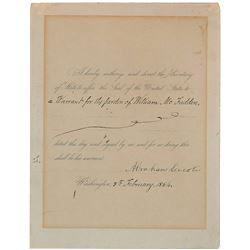 I hereby authorize and direct the Secretary
of State to affix the Seal of the United States to
a Warrant for the pardon of William Mc Fadden,
dated this day and signed by me and for so doing this
shall be his warrant.
Abraham Lincoln
Washington, February, 1864.